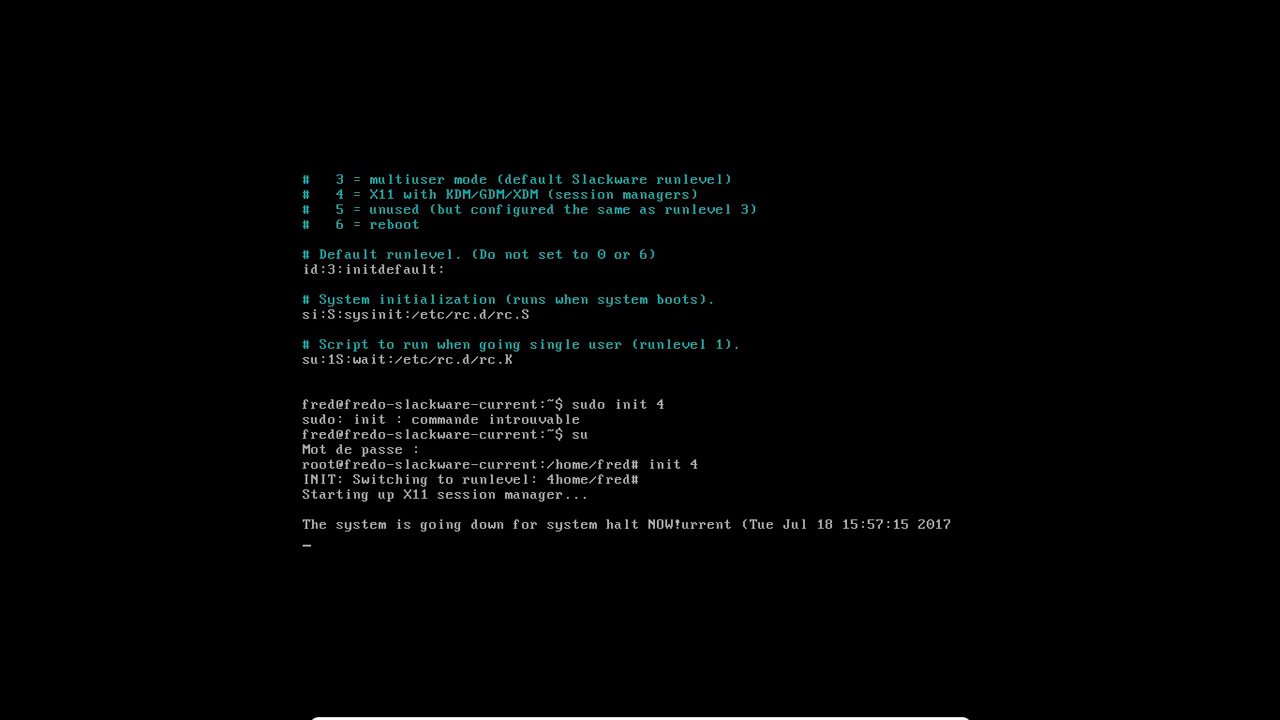 #   3 = multiuser mode (default Slackware runlevel)
#   4 = X11 with KDM/GDM/XDM (session managers)
#   5 = unused (but configured the same as runlevel 3)
#   6 = reboot
# Default runlevel. (Do not set to 0 or 6)
id:3:initdefault:
# System initialization (runs when system boots).
si:S:sysinit:/etc/rc.d/rc.S
# Script to run when going single user (runlevel 1).
su:1S:wait:/etc/rc.d/rc.K
fred@fredo-slackware-current:~$ sudo init 4
sudo: init : commande introuvable
fred@fredo-slackware-current:~$ su
Mot de passe :
root@fredo-slackware-current:/home/fred# init 4
INIT: Switching to runlevel: 4home/fred#
Starting up X11 session manager...
The system is going down for system halt NOW!urrent (Tue Jul 18 15:57:15 2017